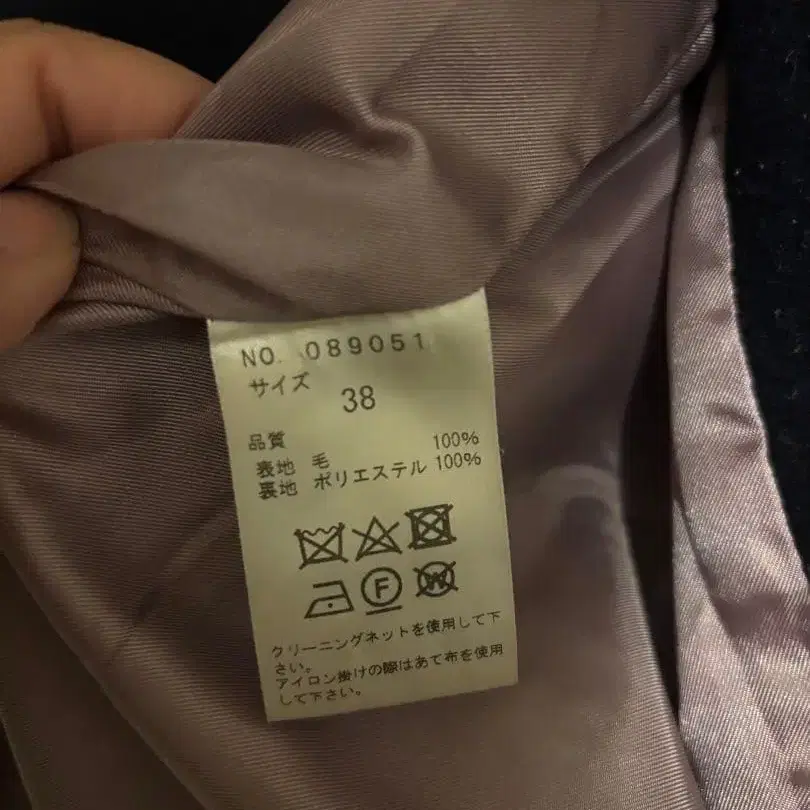 NO. 089051
サイズ
38
品質
表地 毛 100%
裏地 ポリエステル 100%
F W
クリーニングネットを使用して下
さい。
アイロン掛けの際はあて布を使用
して下さい。